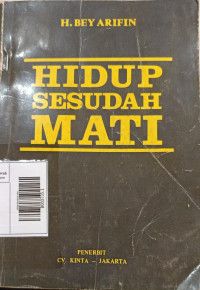 H. BEY ARIFIN
HIDUP
SESUDAH
MATI
PENERBIT
CV. KINTA – JAKARTA